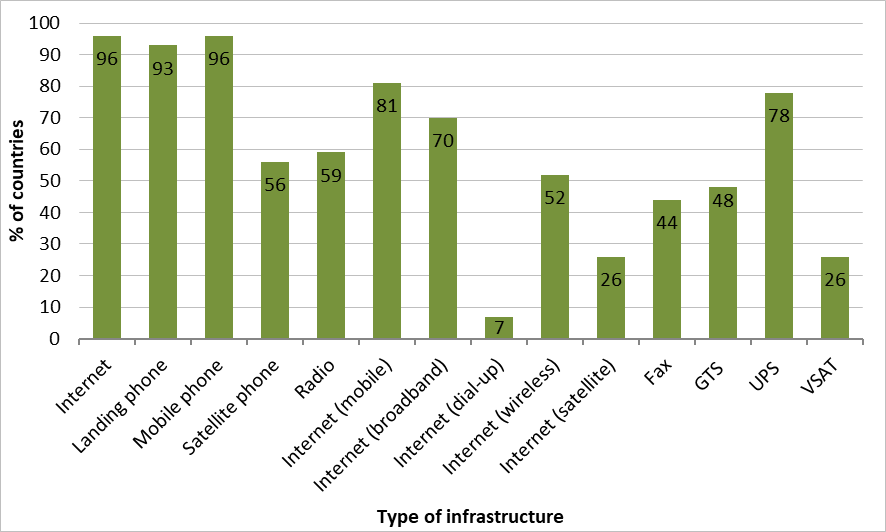 % of countries
100
90
80
70
60
50
40
30
20
10
0
96
93
96
56
59
81
70
7
52
26
44
48
78
26
Internet
Landing phone
Mobile phone
Satellite phone
Radio
Internet (mobile)
Internet (broadband)
Internet (dial-up)
Internet (wireless)
Internet (satellite)
Fax
GTS
UPS
VSAT
Type of infrastructure